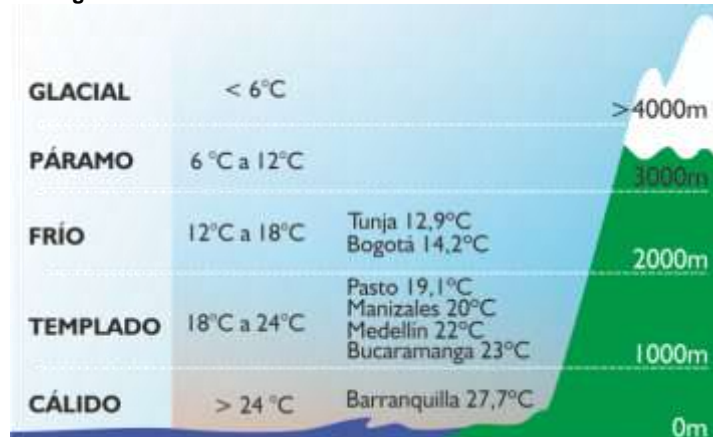 GLACIAL < 6°C
>4000m
PÁRAMO 6 °C a 12°C
3000m
FRÍO 12°C a 18°C Tunja 12,9°C
Bogotá 14,2°C
2000m
Pasto 19,1°C
Manizales 20°C
TEMPLADO 18°C a 24°C Medellín 22°C
Bucaramanga 23°C
1000m
CÁLIDO > 24 °C Barranquilla 27,7°C
0m